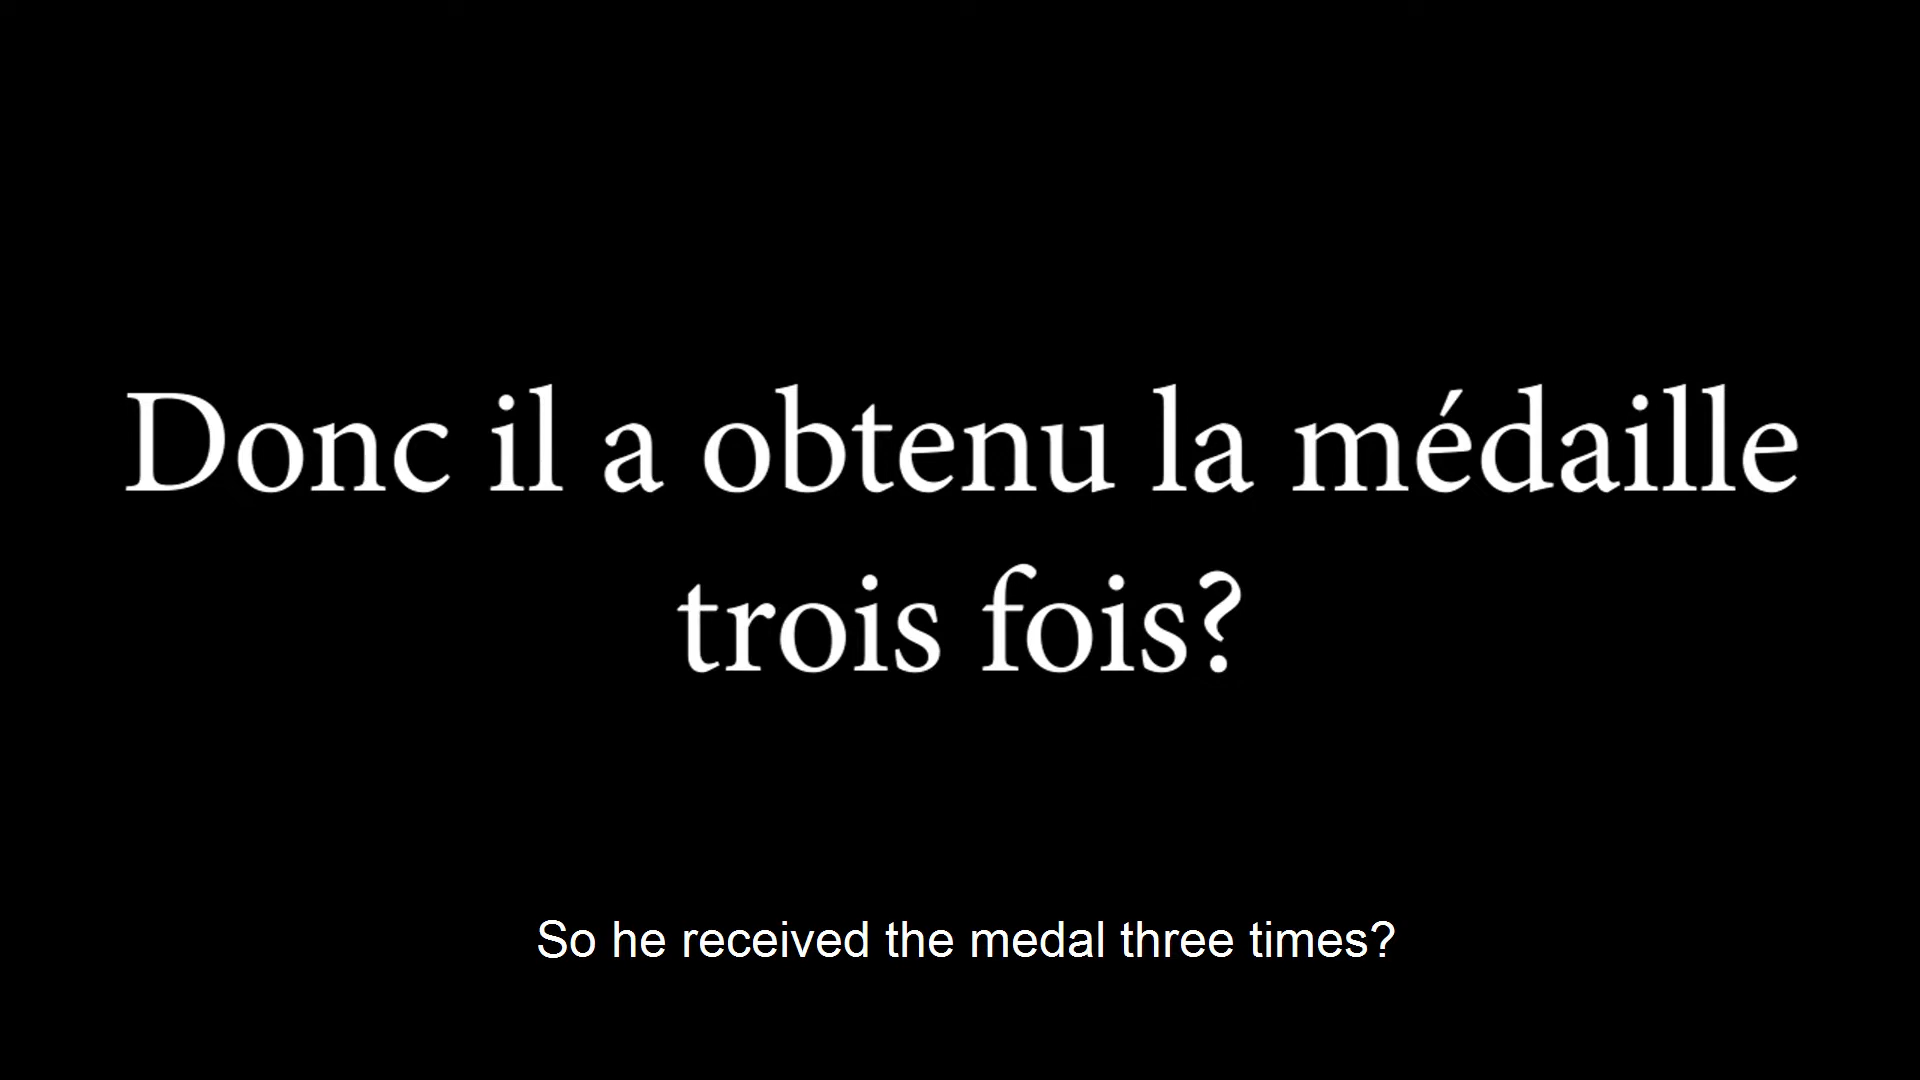 Donc il a obtenu la médaille
trois fois?
So he received the medal three times?